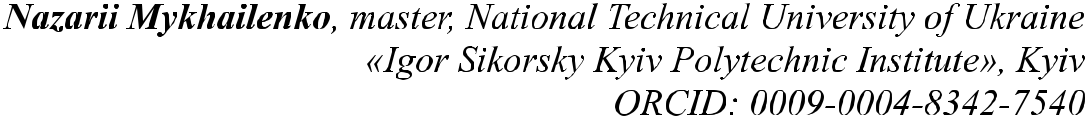 Nazarii Mykhailenko, master, National Technical University of Ukraine
«Igor Sikorsky Kyiv Polytechnic Institute», Kyiv
ORCID: 0009-0004-8342-7540